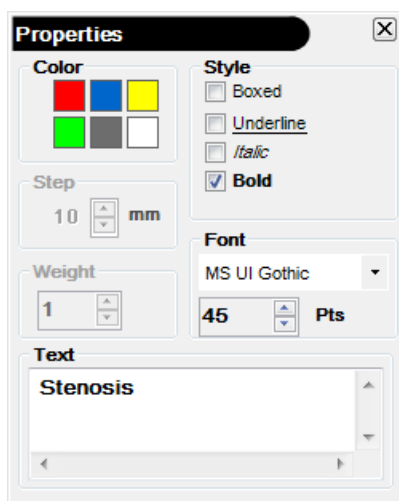 Properties
Color
Style
Boxed
Underline
Italic
Bold
Step
10 mm
Font
MS UI Gothic
45 Pts
Weight
1
Text
Stenosis